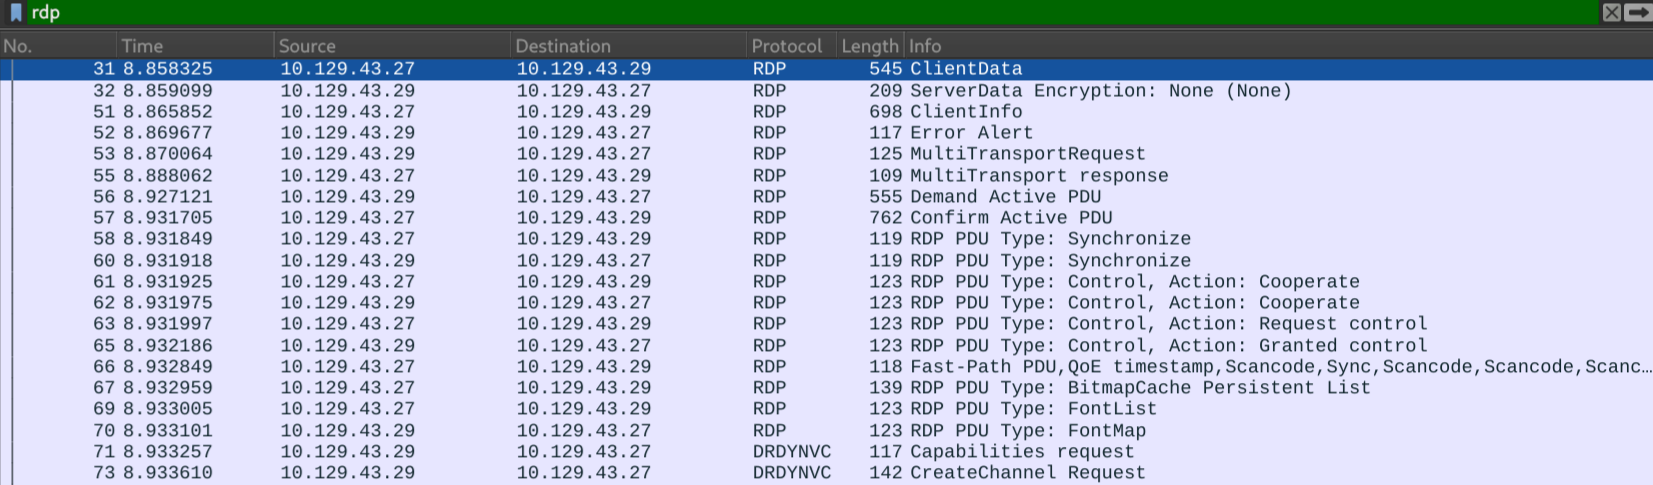 rdp
No. Time Source Destination Protocol Length Info
31 8.858325 10.129.43.27 10.129.43.29 RDP 545 ClientData
32 8.859099 10.129.43.29 10.129.43.27 RDP 209 ServerData Encryption: None (None)
51 8.865852 10.129.43.27 10.129.43.29 RDP 698 ClientInfo
52 8.869677 10.129.43.29 10.129.43.27 RDP 117 Error Alert
53 8.870064 10.129.43.29 10.129.43.27 RDP 125 MultiTransportRequest
55 8.888062 10.129.43.27 10.129.43.29 RDP 109 MultiTransport response
56 8.927121 10.129.43.29 10.129.43.27 RDP 555 Demand Active PDU
57 8.931705 10.129.43.27 10.129.43.29 RDP 762 Confirm Active PDU
58 8.931849 10.129.43.27 10.129.43.29 RDP 119 RDP PDU Type: Synchronize
60 8.931918 10.129.43.29 10.129.43.27 RDP 119 RDP PDU Type: Synchronize
61 8.931925 10.129.43.27 10.129.43.29 RDP 123 RDP PDU Type: Control, Action: Cooperate
62 8.931975 10.129.43.29 10.129.43.27 RDP 123 RDP PDU Type: Control, Action: Cooperate
63 8.931997 10.129.43.27 10.129.43.29 RDP 123 RDP PDU Type: Control, Action: Request control
65 8.932186 10.129.43.29 10.129.43.27 RDP 123 RDP PDU Type: Control, Action: Granted control
66 8.932849 10.129.43.27 10.129.43.29 RDP 118 Fast-Path PDU,QoE timestamp,Scancode,Sync,Scancode,Scancode,Scanc…
67 8.932959 10.129.43.27 10.129.43.29 RDP 139 RDP PDU Type: BitmapCache Persistent List
69 8.933005 10.129.43.27 10.129.43.29 RDP 123 RDP PDU Type: FontList
70 8.933101 10.129.43.29 10.129.43.27 RDP 123 RDP PDU Type: FontMap
71 8.933257 10.129.43.29 10.129.43.27 DRDYNVC 117 Capabilities request
73 8.933610 10.129.43.29 10.129.43.27 DRDYNVC 142 CreateChannel Request